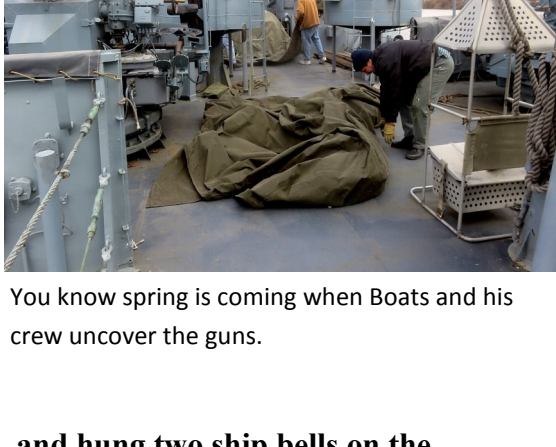 You know spring is coming when Boats and his
crew uncover the guns.
and hung two ship bells on the